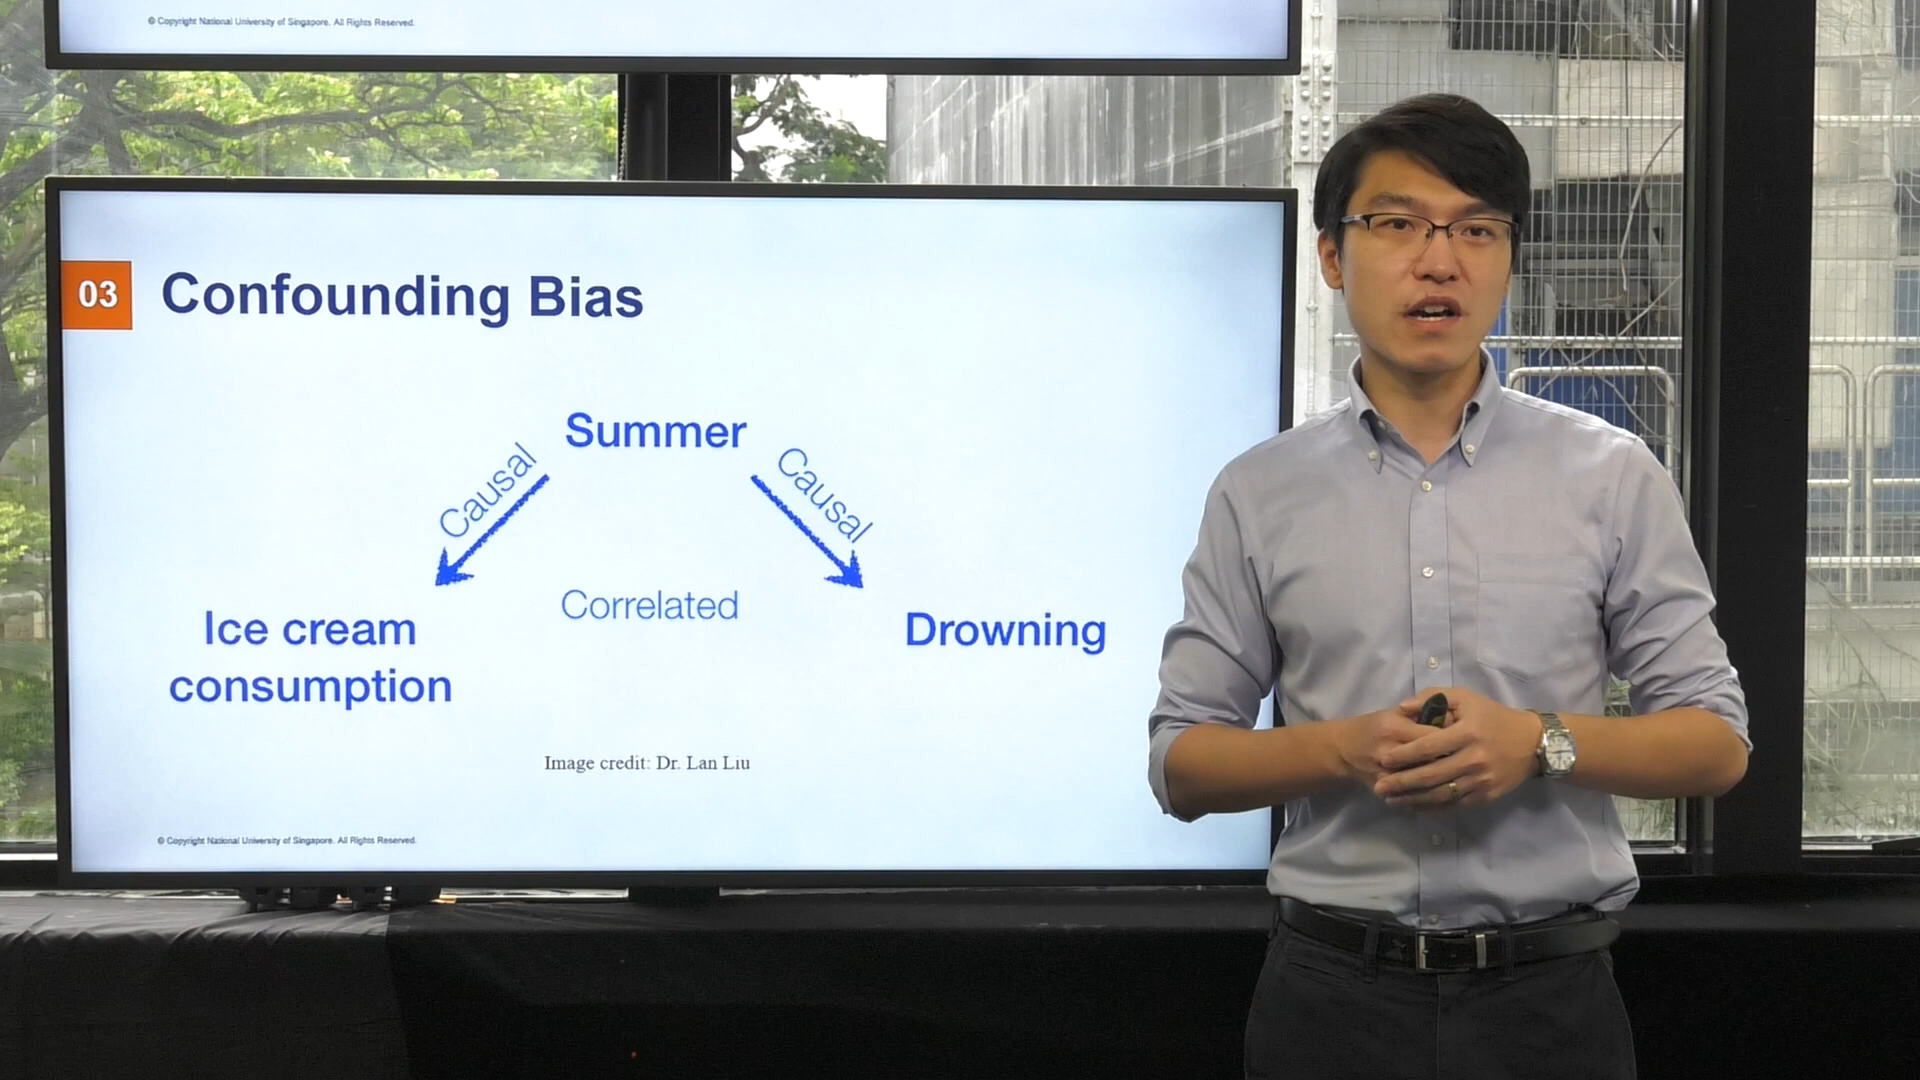 © Copyright National University of Singapore. All Rights Reserved.
03
Confounding Bias
Summer
Causal
Causal
Correlated
Ice cream
consumption
Drowning
Image credit: Dr. Lan Liu
© Copyright National University of Singapore. All Rights Reserved.